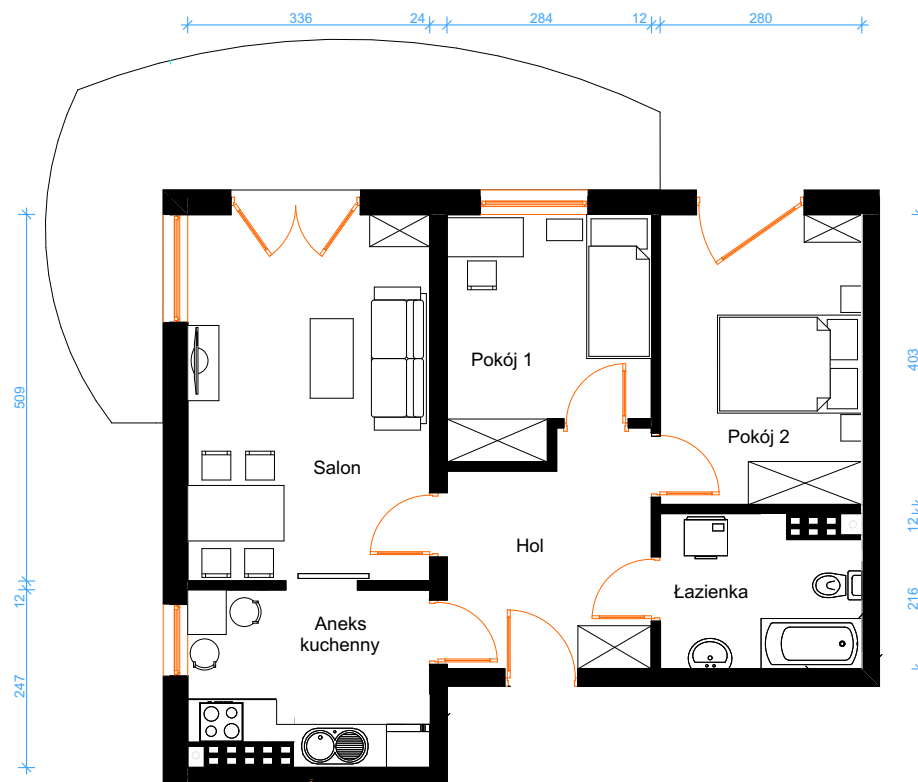 336
24
284
12
280
509
12
247
403
12
216
Pokój 1
Pokój 2
Salon
Hol
Łazienka
Aneks
kuchenny